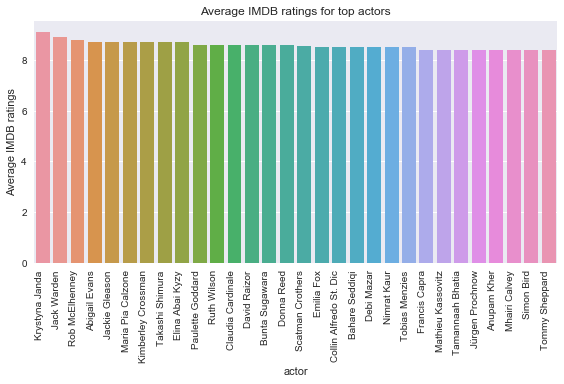 Average IMDB ratings for top actors
Average IMDB ratings
8
6
4
2
0
Krystyna Janda
Jack Warden
Rob McElhenney
Abigail Evans
Jackie Gleason
Maria Pia Calzone
Kimberley Crossman
Takashi Shimura
Elina Abai Kyzy
Paulette Goddard
Ruth Wilson
Claudia Cardinale
David Raizor
Bunta Sugawara
Donna Reed
Scatman Crothers
Emilia Fox
Collin Alfredo St. Dic
Bahare Seddiqi
Debi Mazar
Nimrat Kaur
Tobias Menzies
Francis Capra
Mathieu Kassovitz
Tamannaah Bhatia
Jürgen Prochnow
Anupam Kher
Mhairi Calvey
Simon Bird
Tommy Sheppard
actor